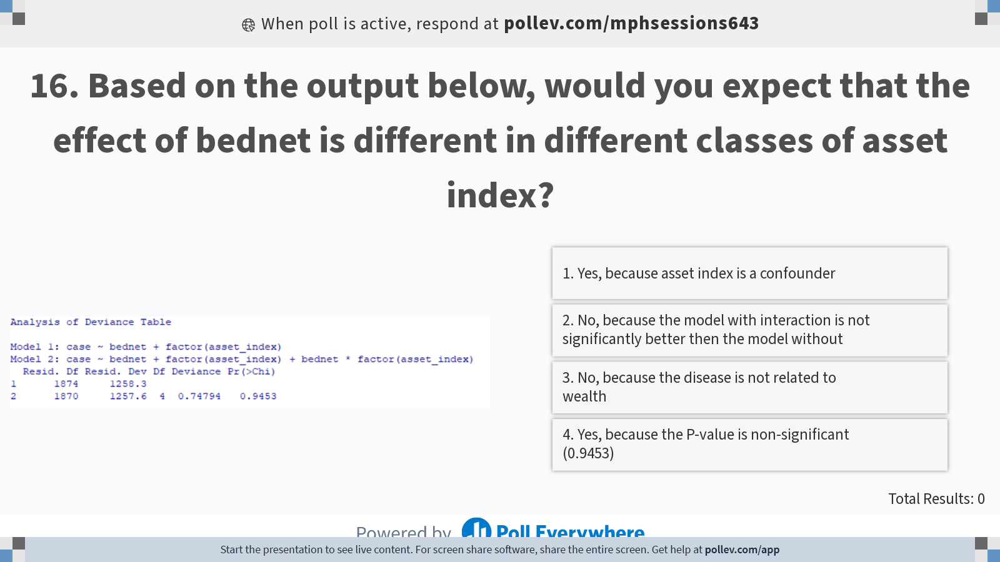 When poll is active, respond at pollev.com/mphsessions643
16. Based on the output below, would you expect that the
effect of bednet is different in different classes of asset
index?
Analysis of Deviance Table
Model 1: case ~ bednet + factor(asset_index)
Model 2: case ~ bednet + factor(asset_index) + bednet * factor(asset_index)
Resid. Df Resid. Dev Df Deviance Pr(>Chi)
1 1874 1258.3
2 1870 1257.6 4 0.74794 0.9453
1. Yes, because asset index is a confounder
2. No, because the model with interaction is not
significantly better then the model without
3. No, because the disease is not related to
wealth
4. Yes, because the P-value is non-significant
(0.9453)
Total Results: 0
Powered by Poll Everywhere
Start the presentation to see live content. For screen share software, share the entire screen. Get help at pollev.com/app